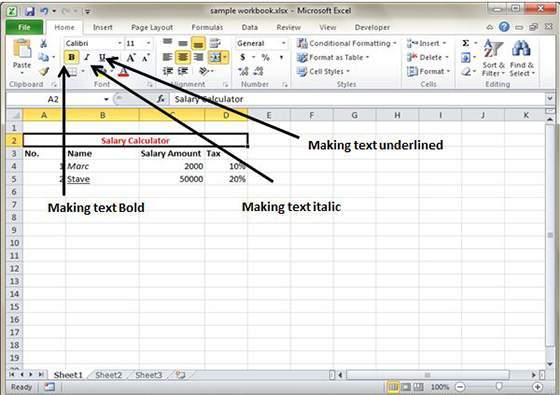 sample workbook.xlsx - Microsoft Excel
File Home Insert Page Layout Formulas Data Review View Developer
Calibri 11 General Conditional Formatting Insert Σ
Paste B I U $ % , Format as Table Delete Sort & Find &
Cell Styles Format Filter Select
Clipboard Font Alignment Number Styles Cells Editing
A2 fx Salary Calculator
A B C D E F G H I J K
1
2 Salary Calculator
3 No. Name Salary Amount Tax
4 1 Marc 2000 10%
5 2 Stave 50000 20%
6
7
8
9
10
11
12
13
14
15
16
17
18
19
Making text underlined
Making text Bold
Making text italic
Sheet1 Sheet2 Sheet3
Ready 100%